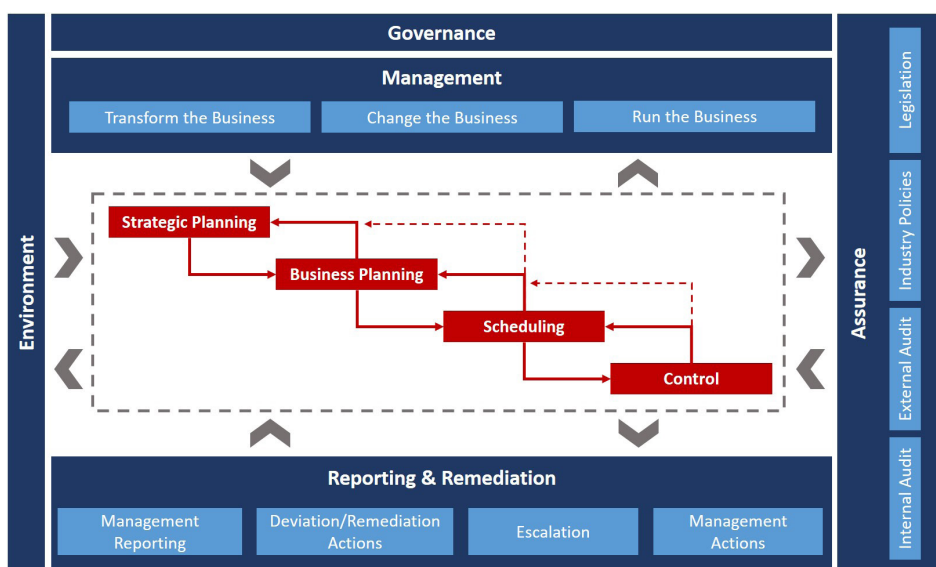 Governance
Management
Transform the Business
Change the Business
Run the Business
Environment
Strategic Planning
Business Planning
Scheduling
Control
Assurance
Legislation
Industry Policies
External Audit
Internal Audit
Reporting & Remediation
Management
Reporting
Deviation/Remediation
Actions
Escalation
Management
Actions